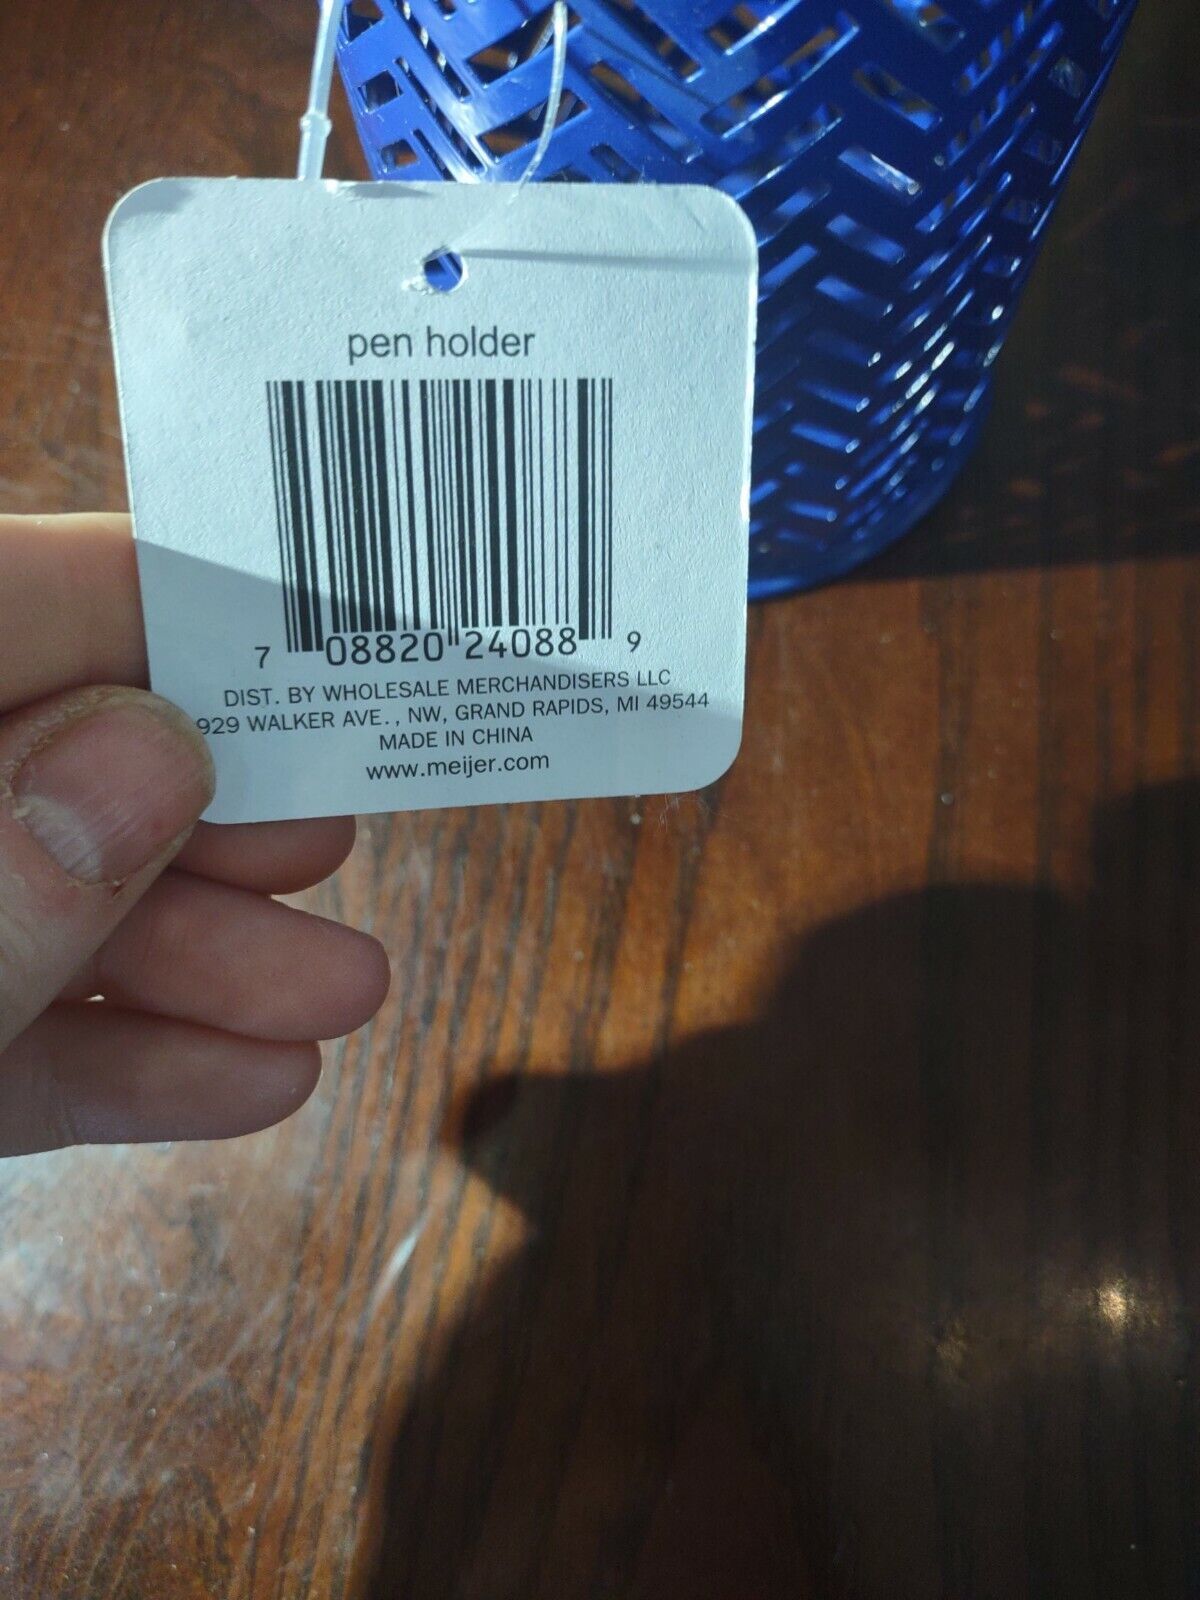 pen holder
7 08820 24088 9
DIST. BY WHOLESALE MERCHANDISERS LLC
929 WALKER AVE., NW, GRAND RAPIDS, MI 49544
MADE IN CHINA
www.meijer.com